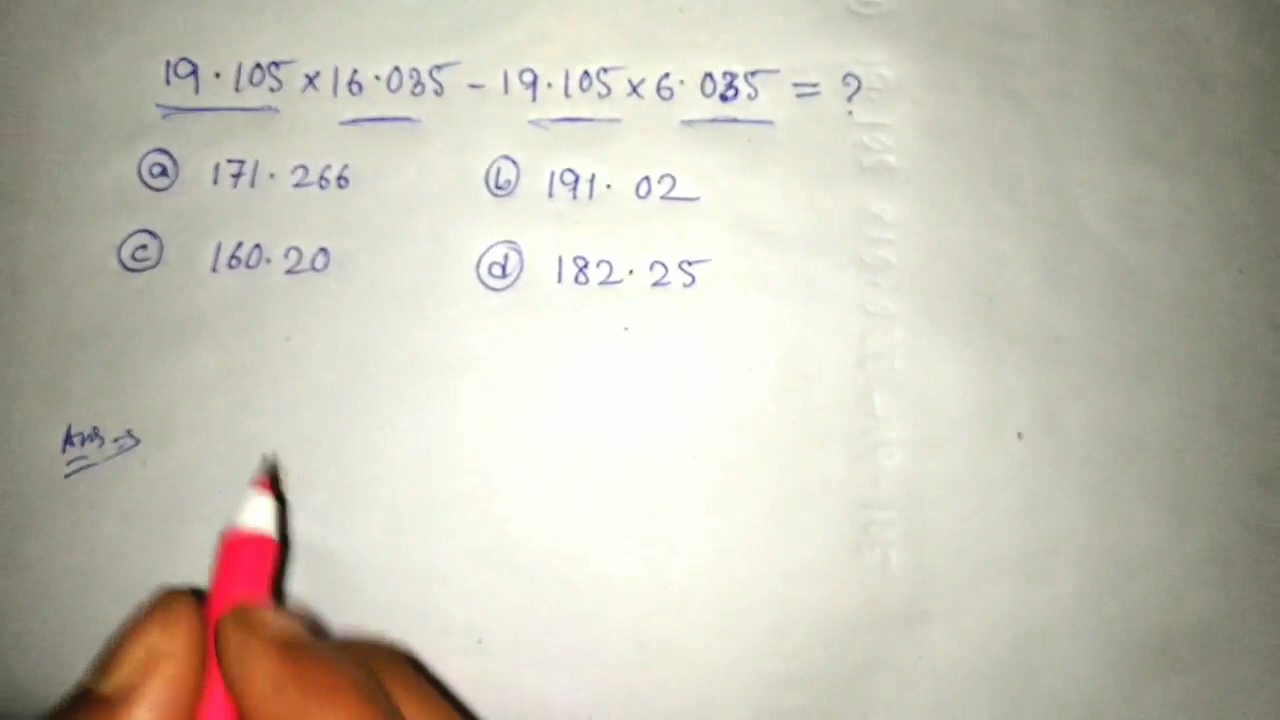 19.105 × 16.035 - 19.105 × 6.035 = ?
ⓐ 171.266 ⓑ 191.02
ⓒ 160.20 ⓓ 182.25
Ans →